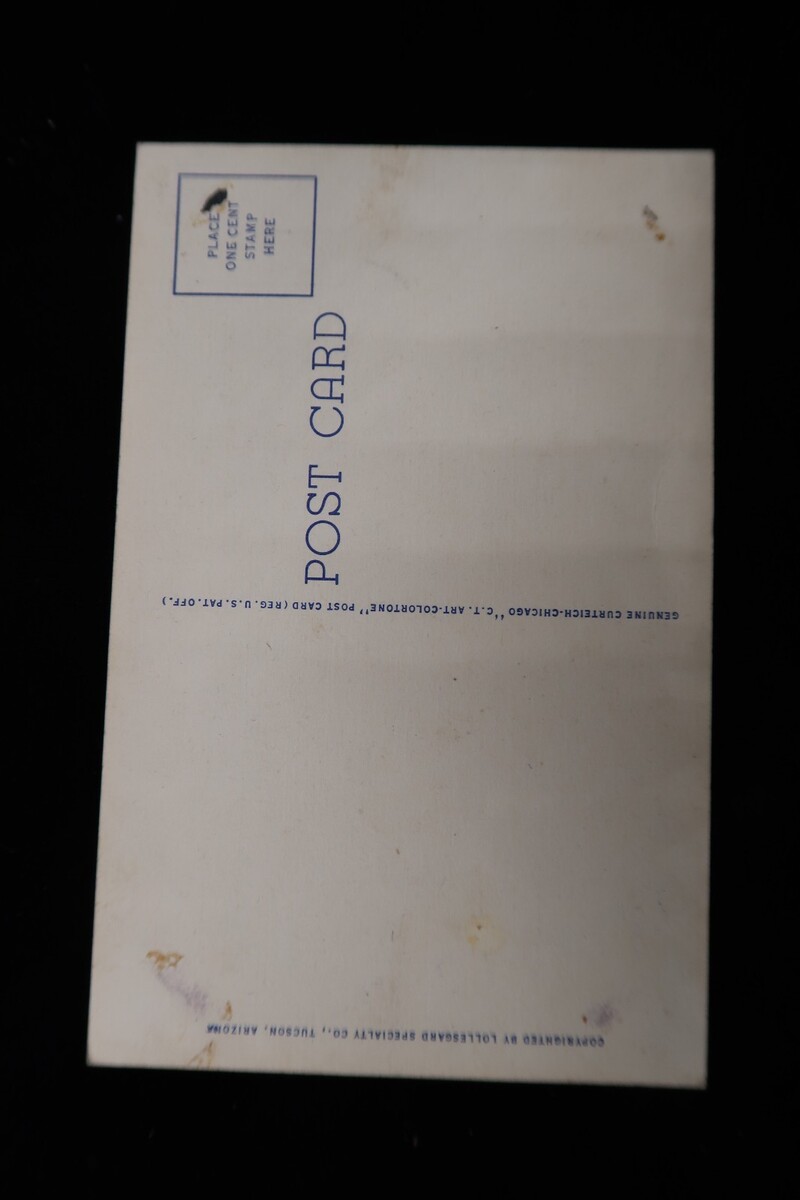 PLACE
ONE CENT
STAMP
HERE
POST CARD
GENUINE CURTEICH-CHICAGO "C.T. ART-COLORTONE" POST CARD (REG. U.S. PAT. OFF.)
COPYRIGHTED BY LOLLESGARD SPECIALTY CO., TUCSON, ARIZONA